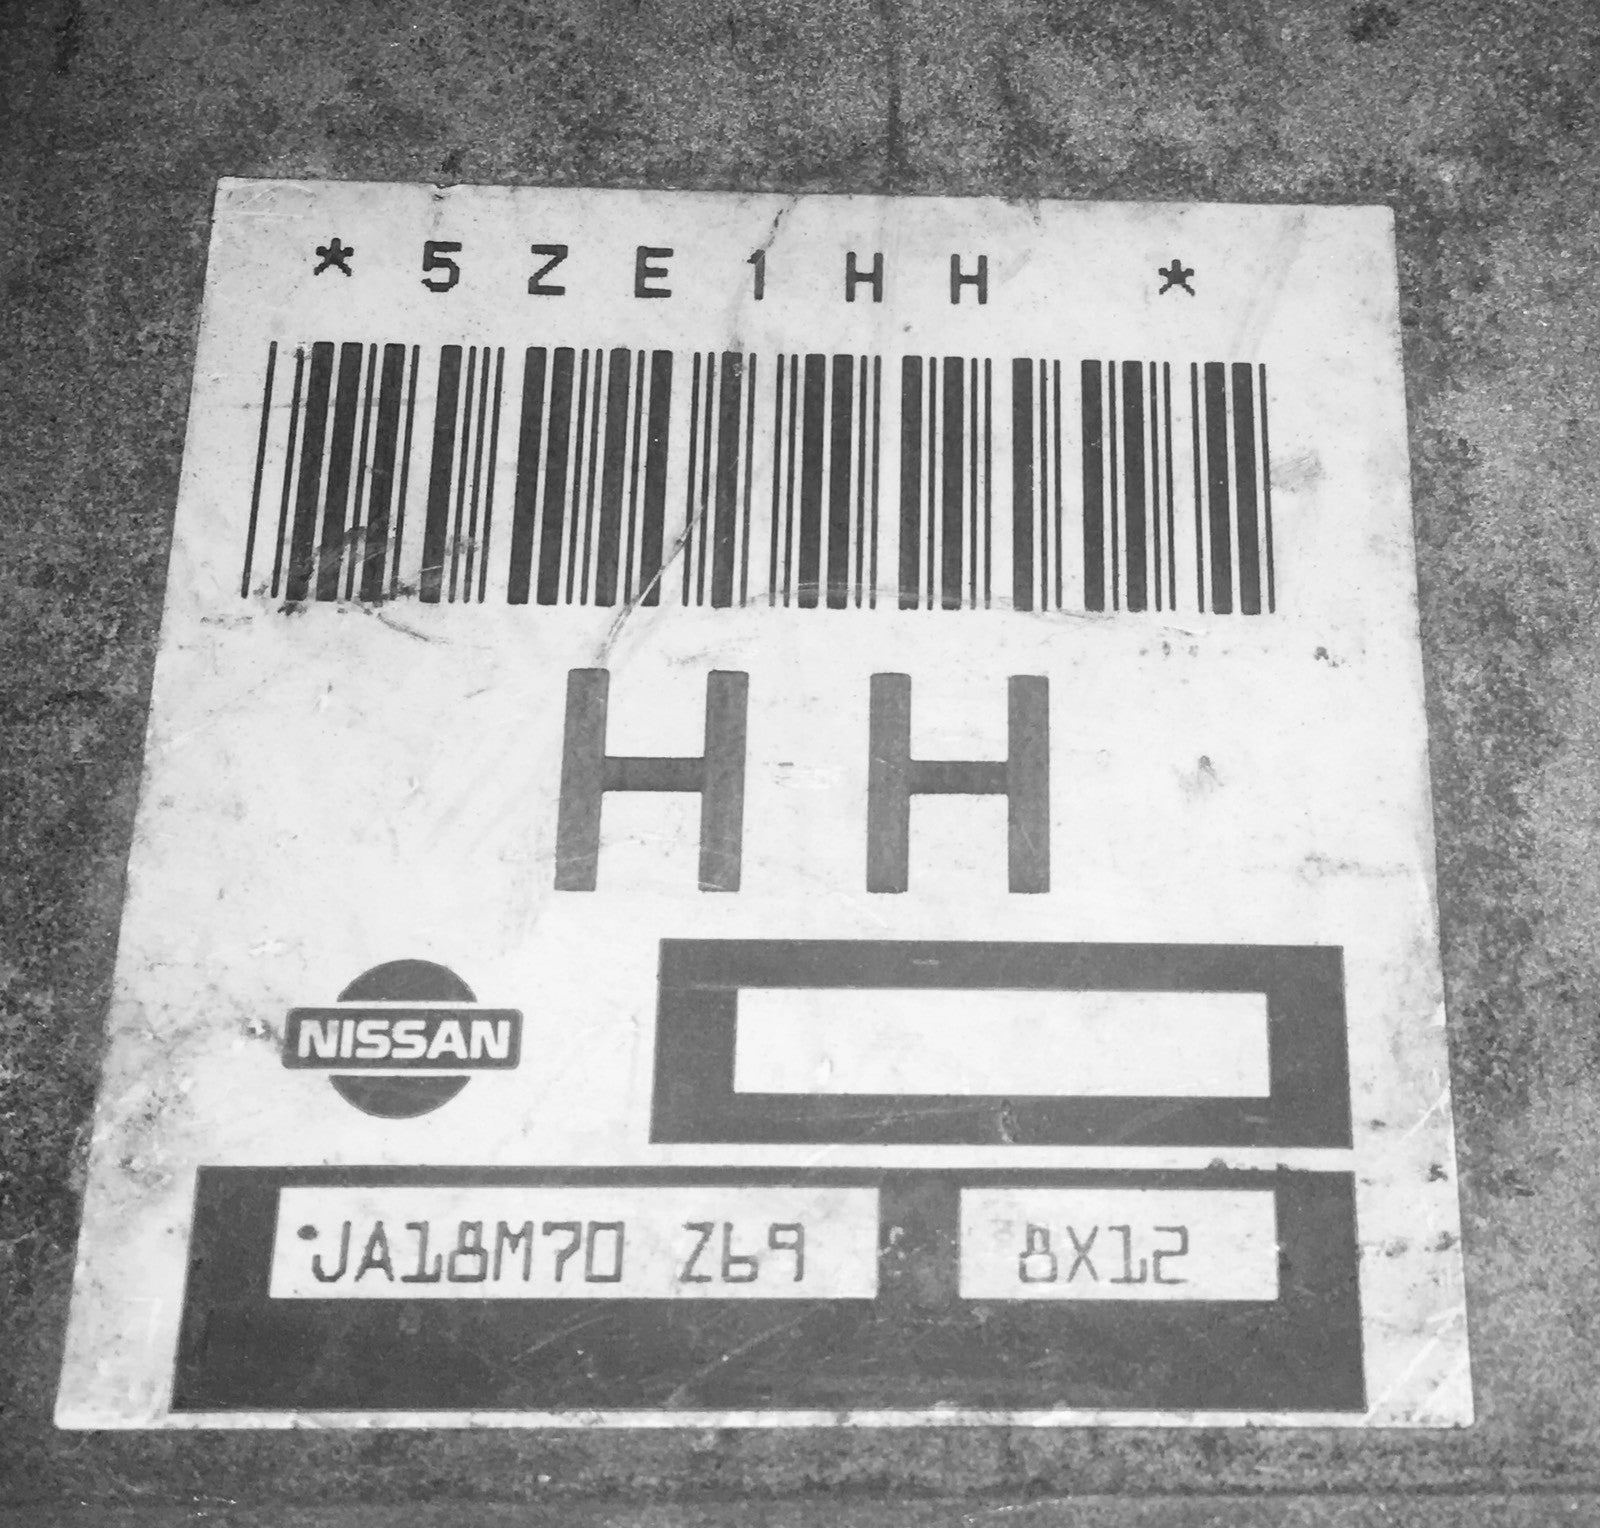 *5ZE1HH *
HH
NISSAN
JA18M70 Z69 8X12